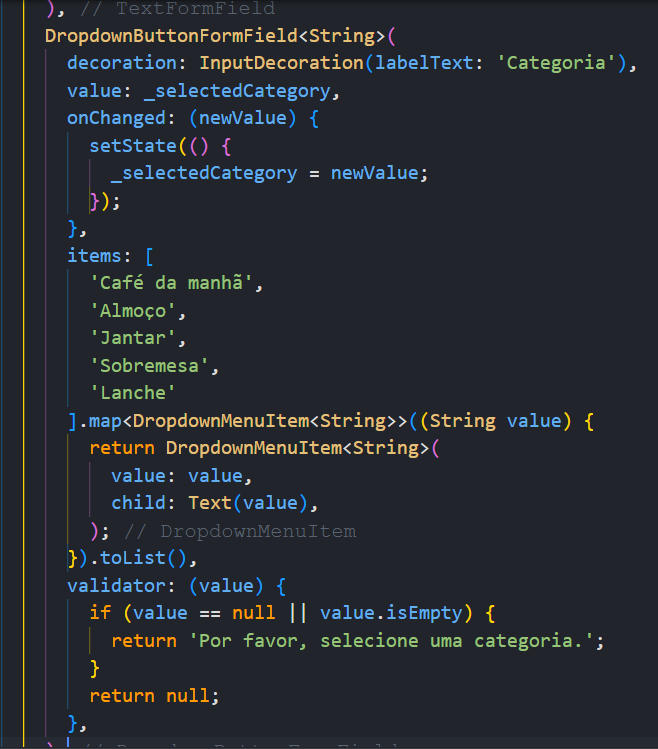 ), // TextFormField
DropdownButtonFormField<String>(
decoration: InputDecoration(labelText: 'Categoria'),
value: _selectedCategory,
onChanged: (newValue) {
setState(() {
_selectedCategory = newValue;
});
},
items: [
'Café da manhã',
'Almoço',
'Jantar',
'Sobremesa',
'Lanche'
].map<DropdownMenuItem<String>>((String value) {
return DropdownMenuItem<String>(
value: value,
child: Text(value),
); // DropdownMenuItem
}).toList(),
validator: (value) {
if (value == null || value.isEmpty) {
return 'Por favor, selecione uma categoria.';
}
return null;
},